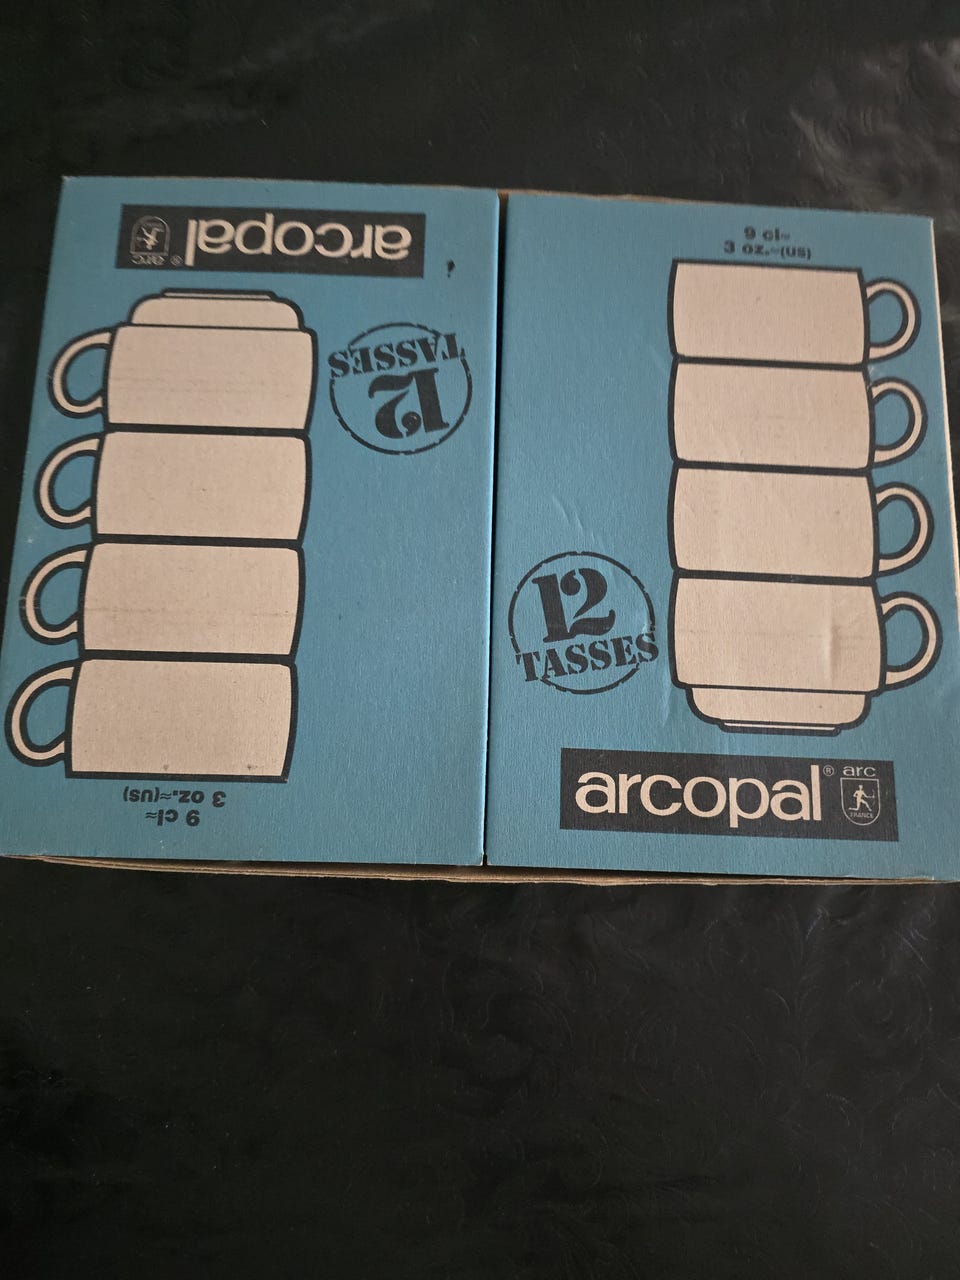 arcopal® arc
12
TASSES
9 cl≈
3 oz.≈(us)
9 cl≈
3 oz.≈(us)
12
TASSES
arcopal® arc
FRANCE